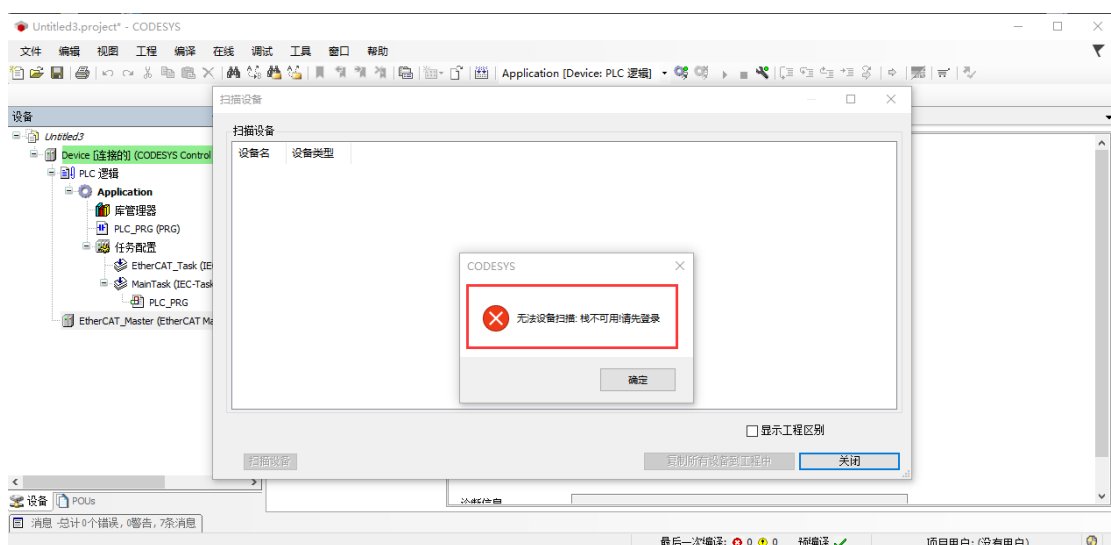 Untitled3.project* - CODESYS
文件 编辑 视图 工程 编译 在线 调试 工具 窗口 帮助
Application [Device: PLC 逻辑]
扫描设备
设备
Untitled3
Device [连接的] (CODESYS Control
PLC 逻辑
Application
库管理器
PLC_PRG (PRG)
任务配置
EtherCAT_Task (IE
MainTask (IEC-Task
PLC_PRG
EtherCAT_Master (EtherCAT Ma
扫描设备
设备名 设备类型
CODESYS
无法设备扫描: 栈不可用!请先登录
确定
显示工程区别
扫描设备
复制所有设备到工程中
关闭
设备 POUs
诊断信息
消息 -总计0个错误, 0警告, 7条消息
最后一次编译: 0 0 预编译 项目用户: (没有用户)